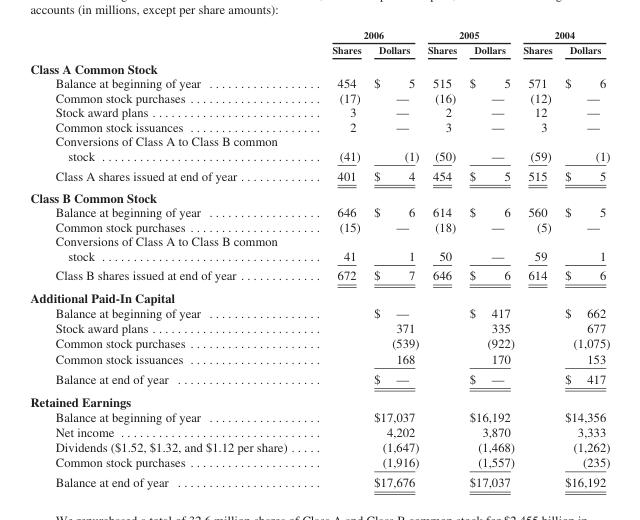 accounts (in millions, except per share amounts):
2006 2005 2004
Shares Dollars Shares Dollars Shares Dollars
Class A Common Stock
Balance at beginning of year .................... 454 $ 5 515 $ 5 571 $ 6
Common stock purchases ....................... (17) — (16) — (12) —
Stock award plans .............................. 3 — 2 — 12 —
Common stock issuances ........................ 2 — 3 — 3 —
Conversions of Class A to Class B common
stock ..................................... (41) (1) (50) — (59) (1)
Class A shares issued at end of year ............. 401 $ 4 454 $ 5 515 $ 5
Class B Common Stock
Balance at beginning of year .................... 646 $ 6 614 $ 6 560 $ 5
Common stock purchases ....................... (15) — (18) — (5) —
Conversions of Class A to Class B common
stock ..................................... 41 1 50 — 59 1
Class B shares issued at end of year ............. 672 $ 7 646 $ 6 614 $ 6
Additional Paid-In Capital
Balance at beginning of year .................... $ — $ 417 $ 662
Stock award plans .............................. 371 335 677
Common stock purchases ....................... (539) (922) (1,075)
Common stock issuances ........................ 168 170 153
Balance at end of year ......................... $ — $ — $ 417
Retained Earnings
Balance at beginning of year .................... $17,037 $16,192 $14,356
Net income ................................... 4,202 3,870 3,333
Dividends ($1.52, $1.32, and $1.12 per share) ..... (1,647) (1,468) (1,262)
Common stock purchases ....................... (1,916) (1,557) (235)
Balance at end of year ......................... $17,676 $17,037 $16,192